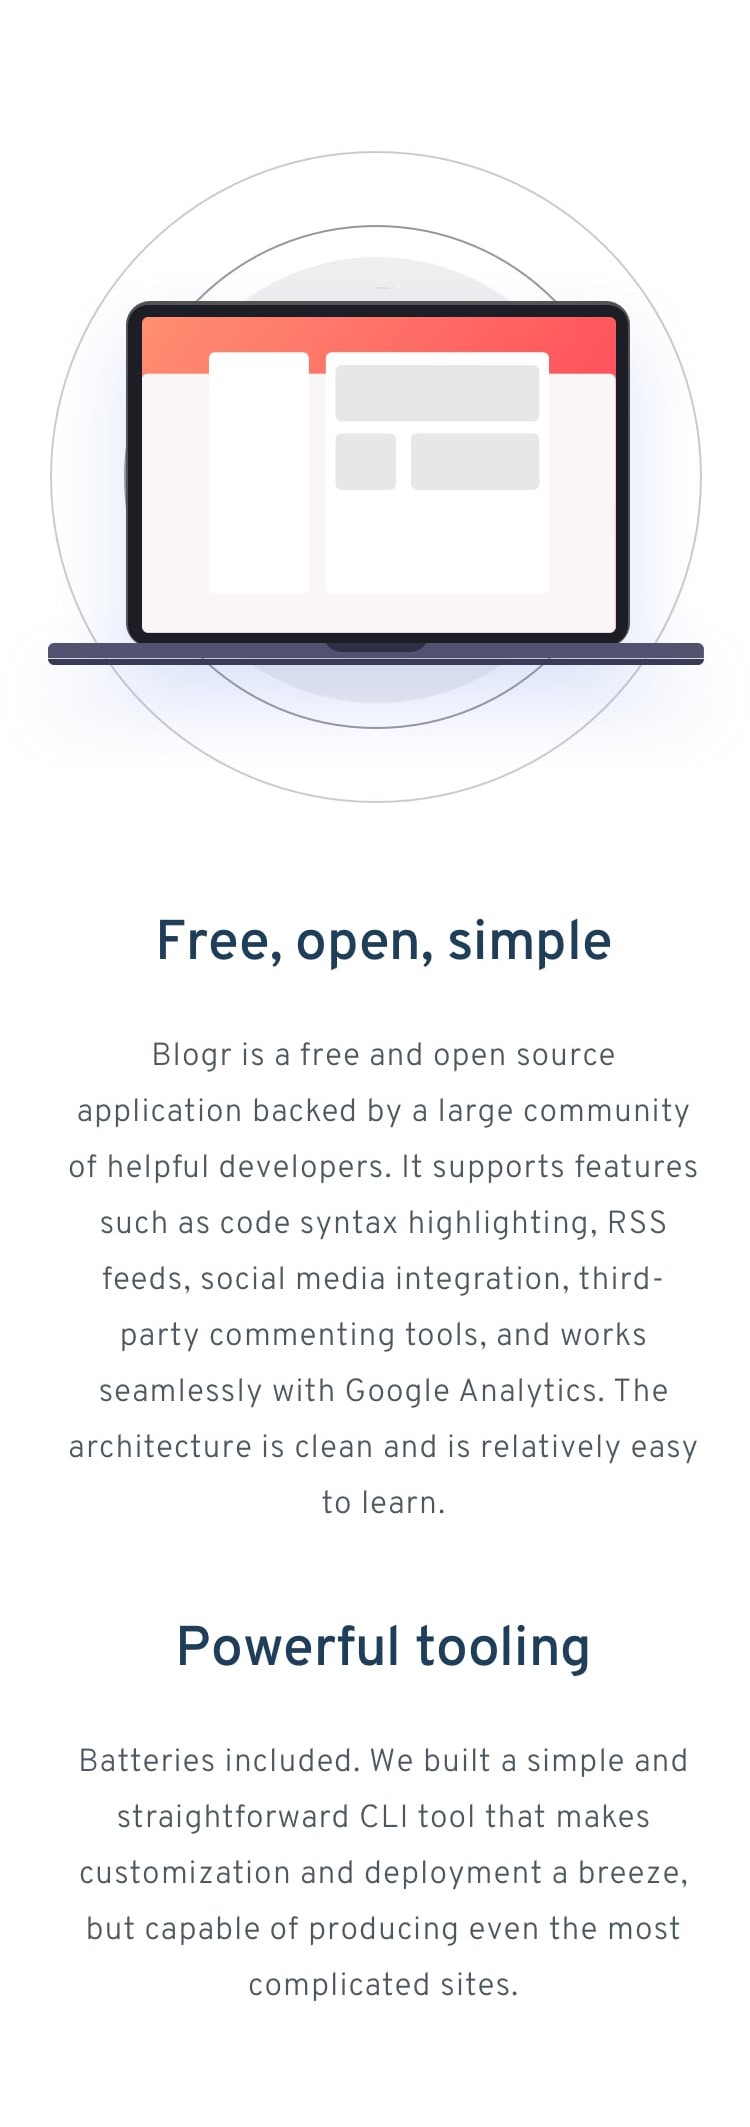 Free, open, simple
Blogr is a free and open source
application backed by a large community
of helpful developers. It supports features
such as code syntax highlighting, RSS
feeds, social media integration, third-
party commenting tools, and works
seamlessly with Google Analytics. The
architecture is clean and is relatively easy
to learn.
Powerful tooling
Batteries included. We built a simple and
straightforward CLI tool that makes
customization and deployment a breeze,
but capable of producing even the most
complicated sites.